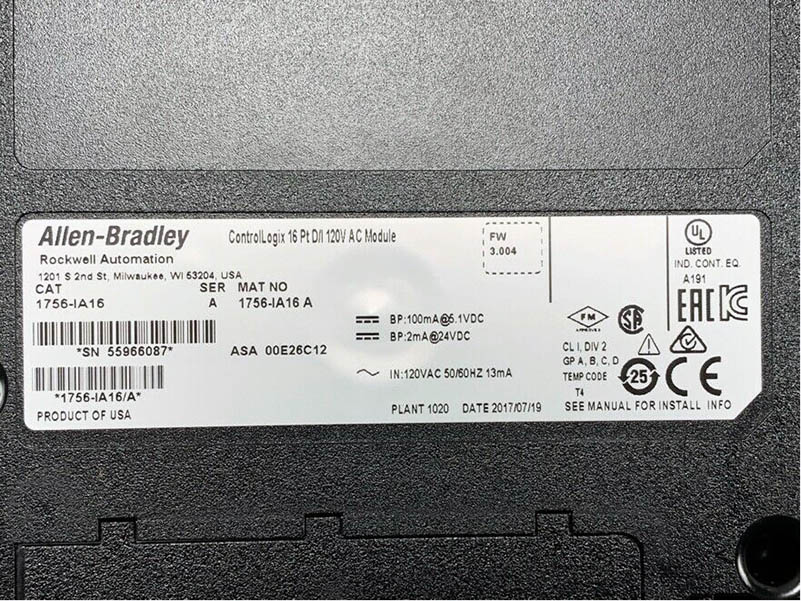 Allen-Bradley
ControlLogix 16 Pt D/I 120V AC Module
FW
3.004
UL
LISTED
IND. CONT. EQ.
A191
Rockwell Automation
1201 S 2nd St, Milwaukee, WI 53204, USA
CAT SER MAT NO
1756-IA16 A 1756-IA16 A
*SN 55966087*
ASA 00E26C12
*1756-IA16/A*
PRODUCT OF USA
BP:100mA@5.1VDC
BP:2mA@24VDC
IN:120VAC 50/60HZ 13mA
PLANT 1020 DATE 2017/07/19
FM
APPROVED
SA
EAC
KC
CL I, DIV 2
GP A, B, C, D
TEMP CODE
T4
25
CE
SEE MANUAL FOR INSTALL INFO